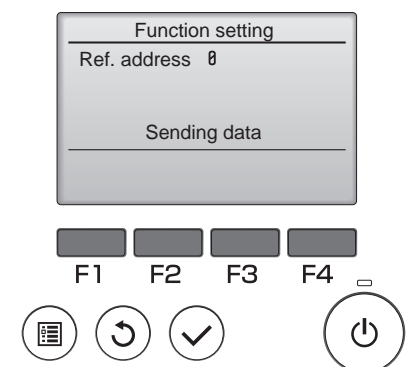 Function setting
Ref. address 0
Sending data
F1 F2 F3 F4